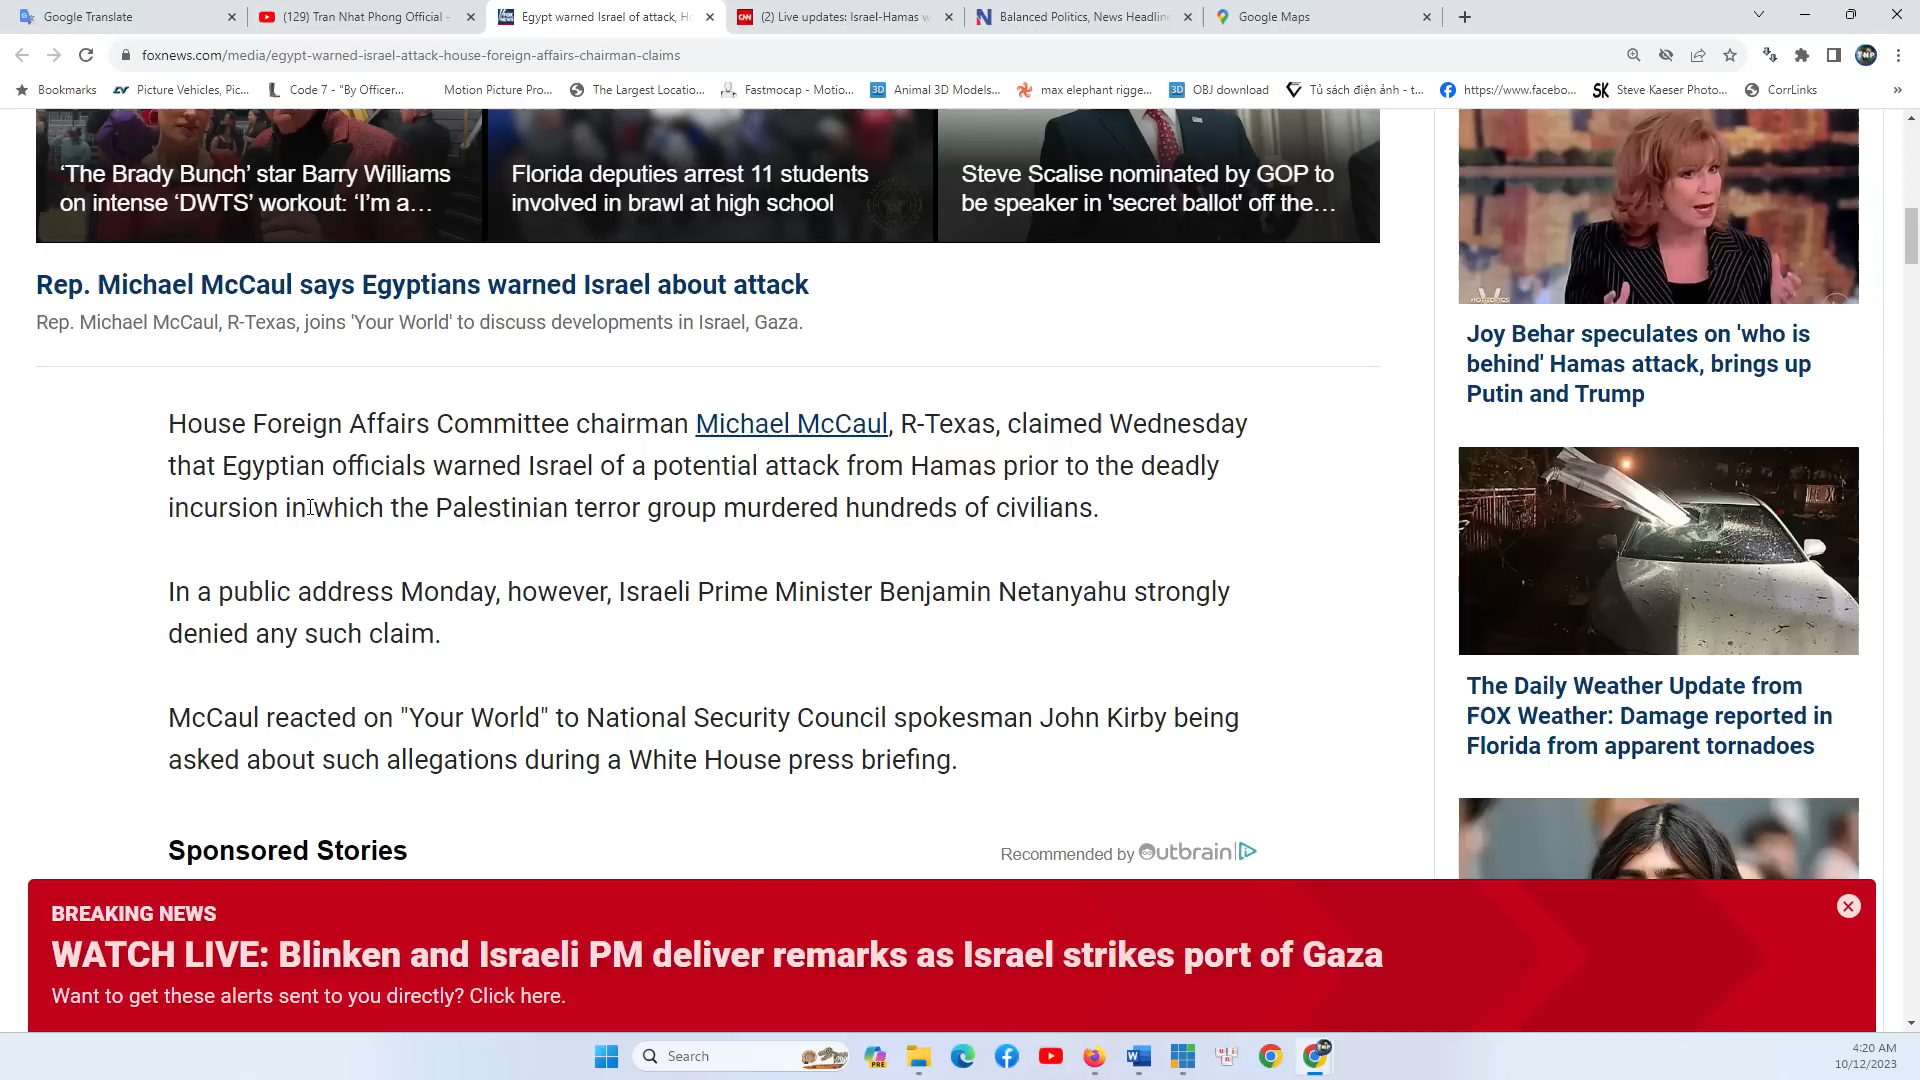 Google Translate
(129) Tran Nhat Phong Official -
Egypt warned Israel of attack, Ho
CNN
(2) Live updates: Israel-Hamas w
N
Balanced Politics, News Headline
Google Maps
foxnews.com/media/egypt-warned-israel-attack-house-foreign-affairs-chairman-claims
TNP
Bookmarks
Picture Vehicles, Pic...
Code 7 - "By Officer...
Motion Picture Pro...
The Largest Locatio...
Fastmocap - Motio...
3D
Animal 3D Models...
max elephant rigge...
3D
OBJ download
Tủ sách điện ảnh - t...
https://www.facebo...
SK
Steve Kaeser Photo...
CorrLinks
»
‘The Brady Bunch’ star Barry Williams
on intense ‘DWTS’ workout: ‘I’m a…
Florida deputies arrest 11 students
involved in brawl at high school
Steve Scalise nominated by GOP to
be speaker in 'secret ballot' off the…
Rep. Michael McCaul says Egyptians warned Israel about attack
Rep. Michael McCaul, R-Texas, joins 'Your World' to discuss developments in Israel, Gaza.
House Foreign Affairs Committee chairman Michael McCaul, R-Texas, claimed Wednesday
that Egyptian officials warned Israel of a potential attack from Hamas prior to the deadly
incursion in which the Palestinian terror group murdered hundreds of civilians.
In a public address Monday, however, Israeli Prime Minister Benjamin Netanyahu strongly
denied any such claim.
McCaul reacted on "Your World" to National Security Council spokesman John Kirby being
asked about such allegations during a White House press briefing.
Sponsored Stories
Recommended by Outbrain
HOT TOPICS
Joy Behar speculates on 'who is
behind' Hamas attack, brings up
Putin and Trump
The Daily Weather Update from
FOX Weather: Damage reported in
Florida from apparent tornadoes
BREAKING NEWS
WATCH LIVE: Blinken and Israeli PM deliver remarks as Israel strikes port of Gaza
Want to get these alerts sent to you directly? Click here.
Search
PRE
W
TNP
4:20 AM
10/12/2023